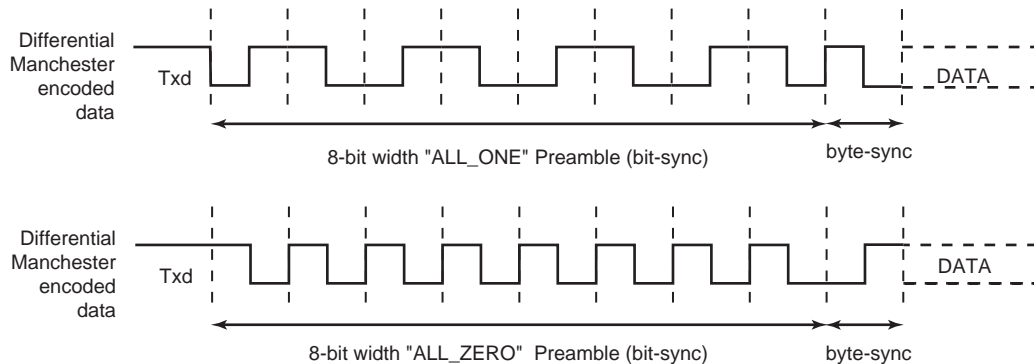 Differential
Manchester
encoded
data
Txd
DATA
8-bit width "ALL_ONE" Preamble (bit-sync)
byte-sync
Differential
Manchester
encoded
data
Txd
DATA
8-bit width "ALL_ZERO" Preamble (bit-sync)
byte-sync